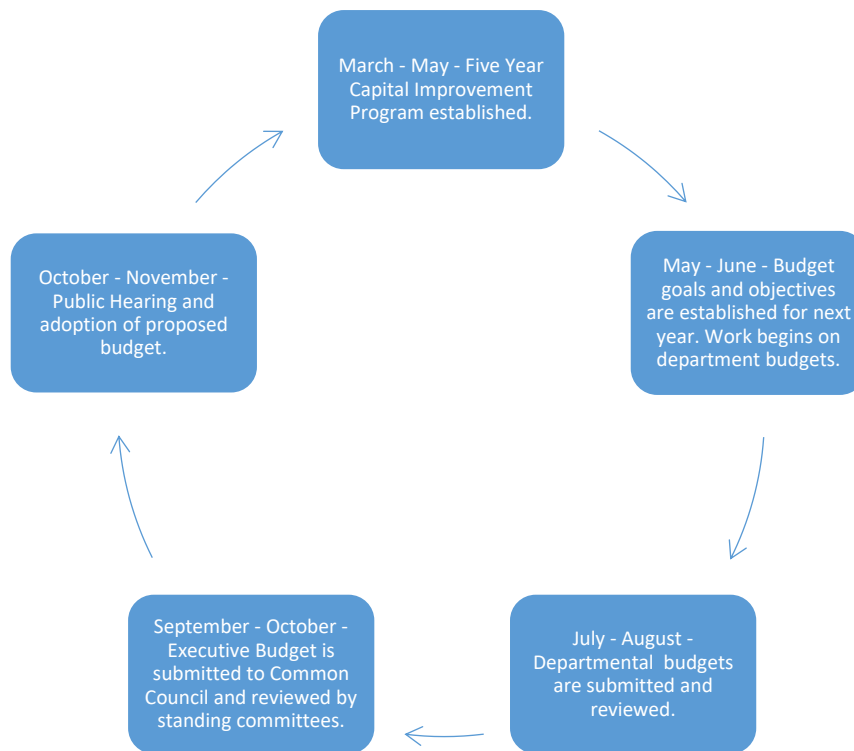 March - May - Five Year
Capital Improvement
Program established.
May - June - Budget
goals and objectives
are established for next
year. Work begins on
department budgets.
July - August -
Departmental  budgets
are submitted and
reviewed.
September - October -
Executive Budget is
submitted to Common
Council and reviewed by
standing committees.
October - November -
Public Hearing and
adoption of proposed
budget.